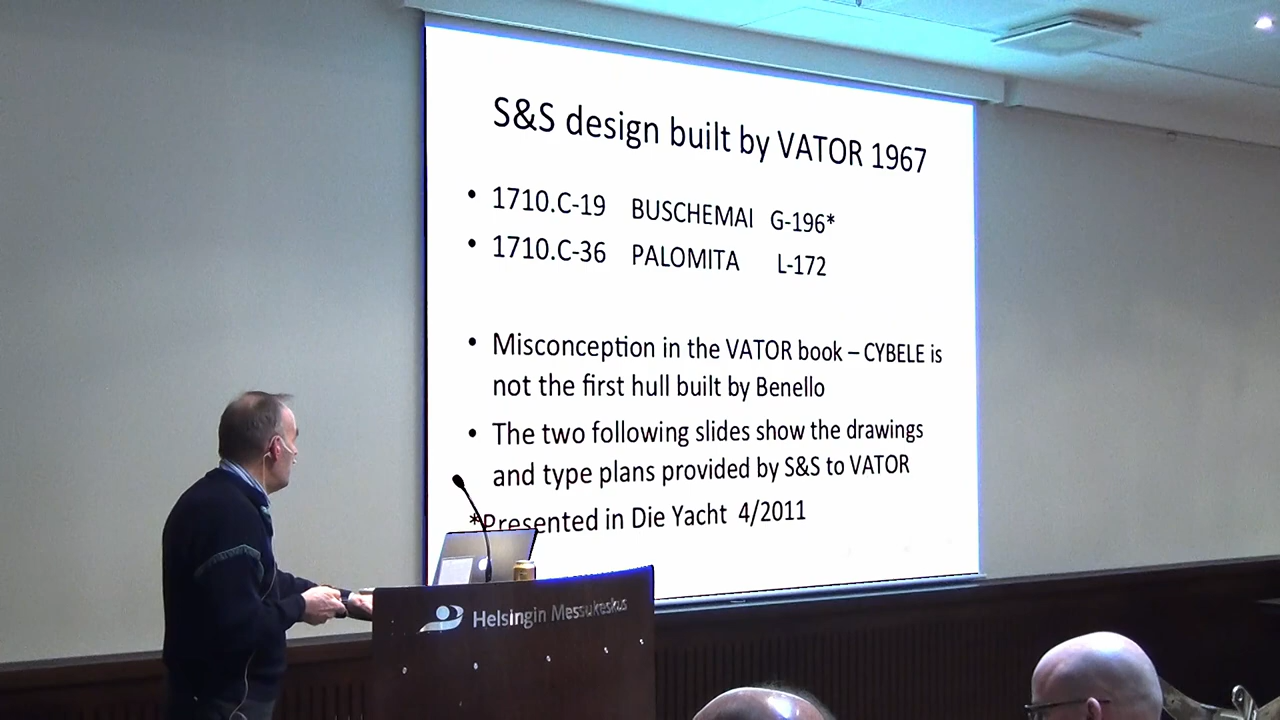 S&S design built by VATOR 1967
• 1710.C-19 BUSCHEMAI G-196*
• 1710.C-36 PALOMITA L-172
• Misconception in the VATOR book – CYBELE is
not the first hull built by Benello
• The two following slides show the drawings
and type plans provided by S&S to VATOR
*Presented in Die Yacht 4/2011
Helsingin Messukeskus